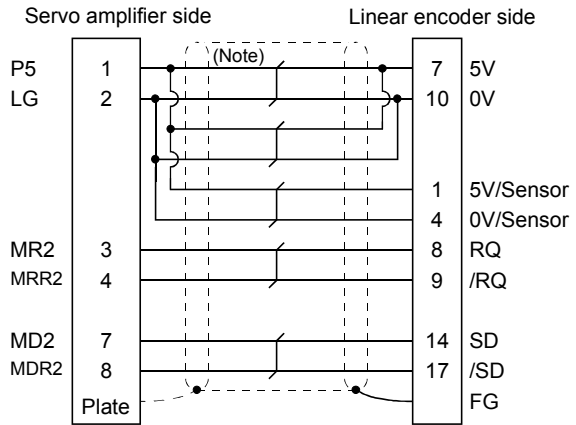 Servo amplifier side Linear encoder side
(Note)
P5 1 7 5V
LG 2 10 0V
1 5V/Sensor
4 0V/Sensor
MR2 3 8 RQ
MRR2 4 9 /RQ
MD2 7 14 SD
MDR2 8 17 /SD
Plate FG